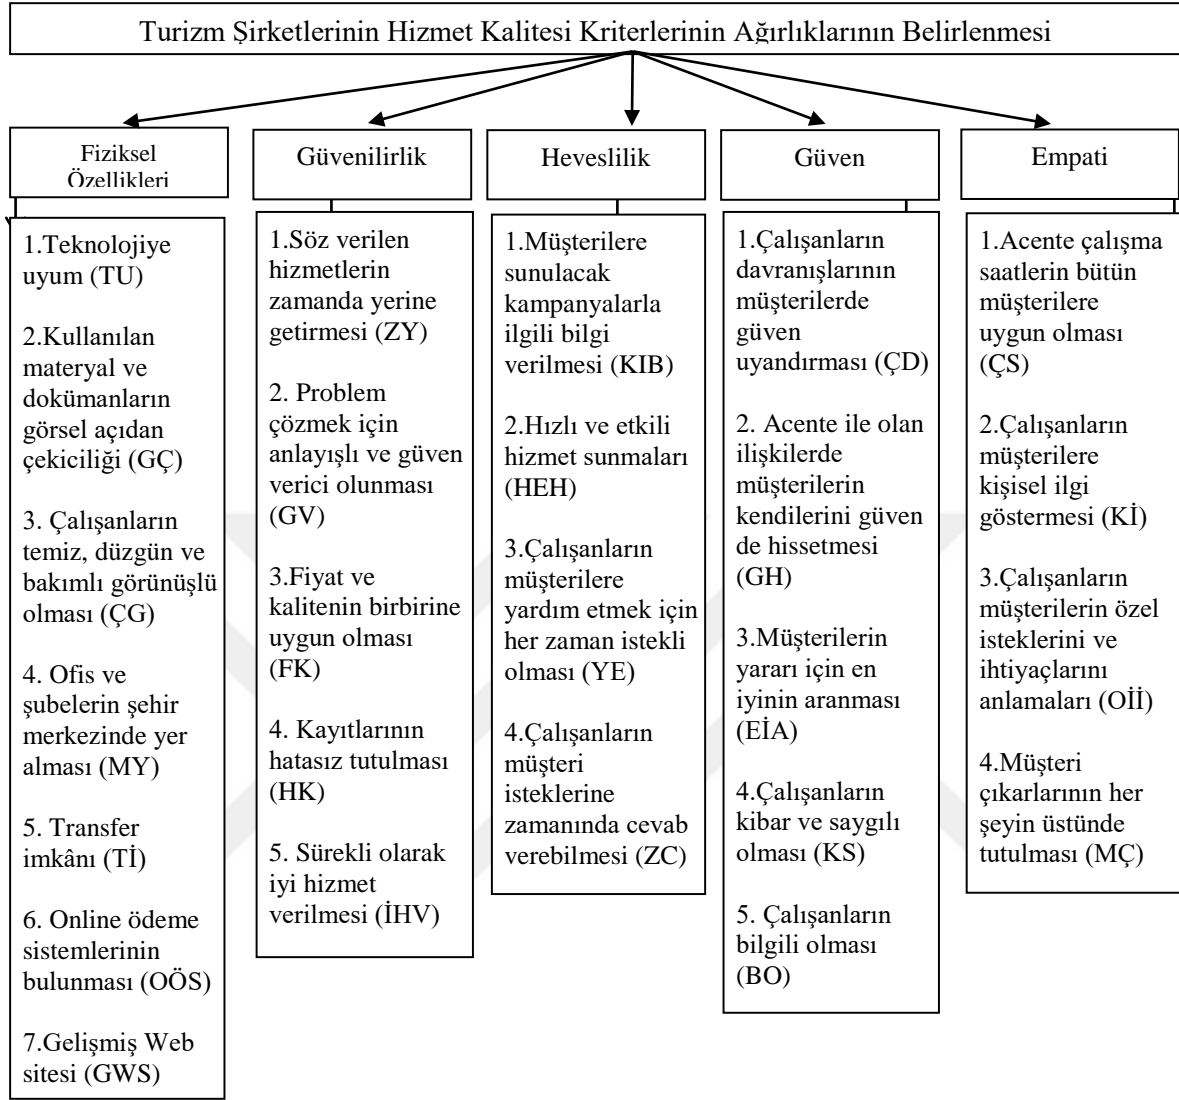 Turizm Şirketlerinin Hizmet Kalitesi Kriterlerinin Ağırlıklarının Belirlenmesi
Fiziksel
Özellikleri
Güvenilirlik
Heveslilik
Güven
Empati
1.Teknolojiye
uyum (TU)
2.Kullanılan
materyal ve
dokümanların
görsel açıdan
çekiciliği (GÇ)
3. Çalışanların
temiz, düzgün ve
bakımlı görünüşlü
olması (ÇG)
4. Ofis ve
şubelerin şehir
merkezinde yer
alması (MY)
5. Transfer
imkânı (Tİ)
6. Online ödeme
sistemlerinin
bulunması (OÖS)
7.Gelişmiş Web
sitesi (GWS)
1.Söz verilen
hizmetlerin
zamanda yerine
getirmesi (ZY)
2. Problem
çözmek için
anlayışlı ve güven
verici olunması
(GV)
3.Fiyat ve
kalitenin birbirine
uygun olması
(FK)
4. Kayıtlarının
hatasız tutulması
(HK)
5. Sürekli olarak
iyi hizmet
verilmesi (İHV)
1.Müşterilere
sunulacak
kampanyalarla
ilgili bilgi
verilmesi (KIB)
2.Hızlı ve etkili
hizmet sunmaları
(HEH)
3.Çalışanların
müşterilere
yardım etmek için
her zaman istekli
olması (YE)
4.Çalışanların
müşteri
isteklerine
zamanında cevab
verebilmesi (ZC)
1.Çalışanların
davranışlarının
müşterilerde
güven
uyandırması (ÇD)
2. Acente ile olan
ilişkilerde
müşterilerin
kendilerini güven
de hissetmesi
(GH)
3.Müşterilerin
yararı için en
iyinin aranması
(EİA)
4.Çalışanların
kibar ve saygılı
olması (KS)
5. Çalışanların
bilgili olması
(BO)
1.Acente çalışma
saatlerin bütün
müşterilere
uygun olması
(ÇS)
2.Çalışanların
müşterilere
kişisel ilgi
göstermesi (Kİ)
3.Çalışanların
müşterilerin özel
isteklerini ve
ihtiyaçlarını
anlamaları (OİI)
4.Müşteri
çıkarlarının her
şeyin üstünde
tutulması (MÇ)